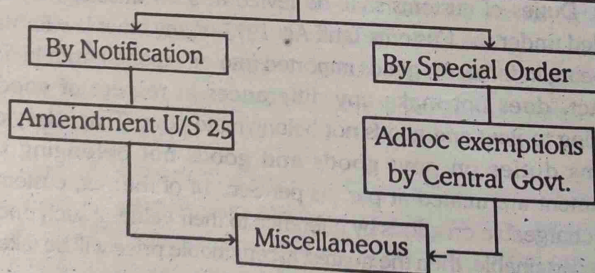 By Notification
By Special Order
Amendment U/S 25
Adhoc exemptions
by Central Govt.
Miscellaneous